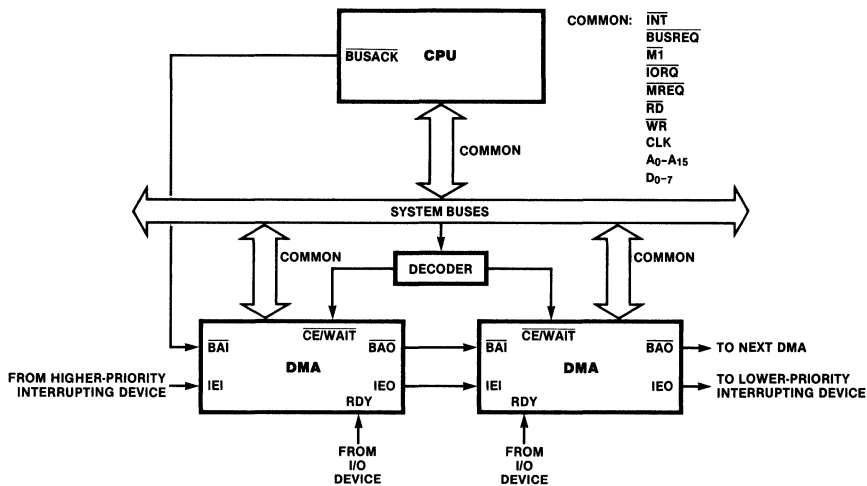 BUSACK
CPU
COMMON:
INT
BUSREQ
M1
IORQ
MREQ
RD
WR
CLK
A0-A15
D0-7
COMMON
SYSTEM BUSES
COMMON
DECODER
COMMON
CE/WAIT
BAI
BAO
DMA
IEI
IEO
RDY
CE/WAIT
BAI
BAO
DMA
IEI
IEO
RDY
TO NEXT DMA
FROM HIGHER-PRIORITY
INTERRUPTING DEVICE
TO LOWER-PRIORITY
INTERRUPTING DEVICE
FROM
I/O
DEVICE
FROM
I/O
DEVICE